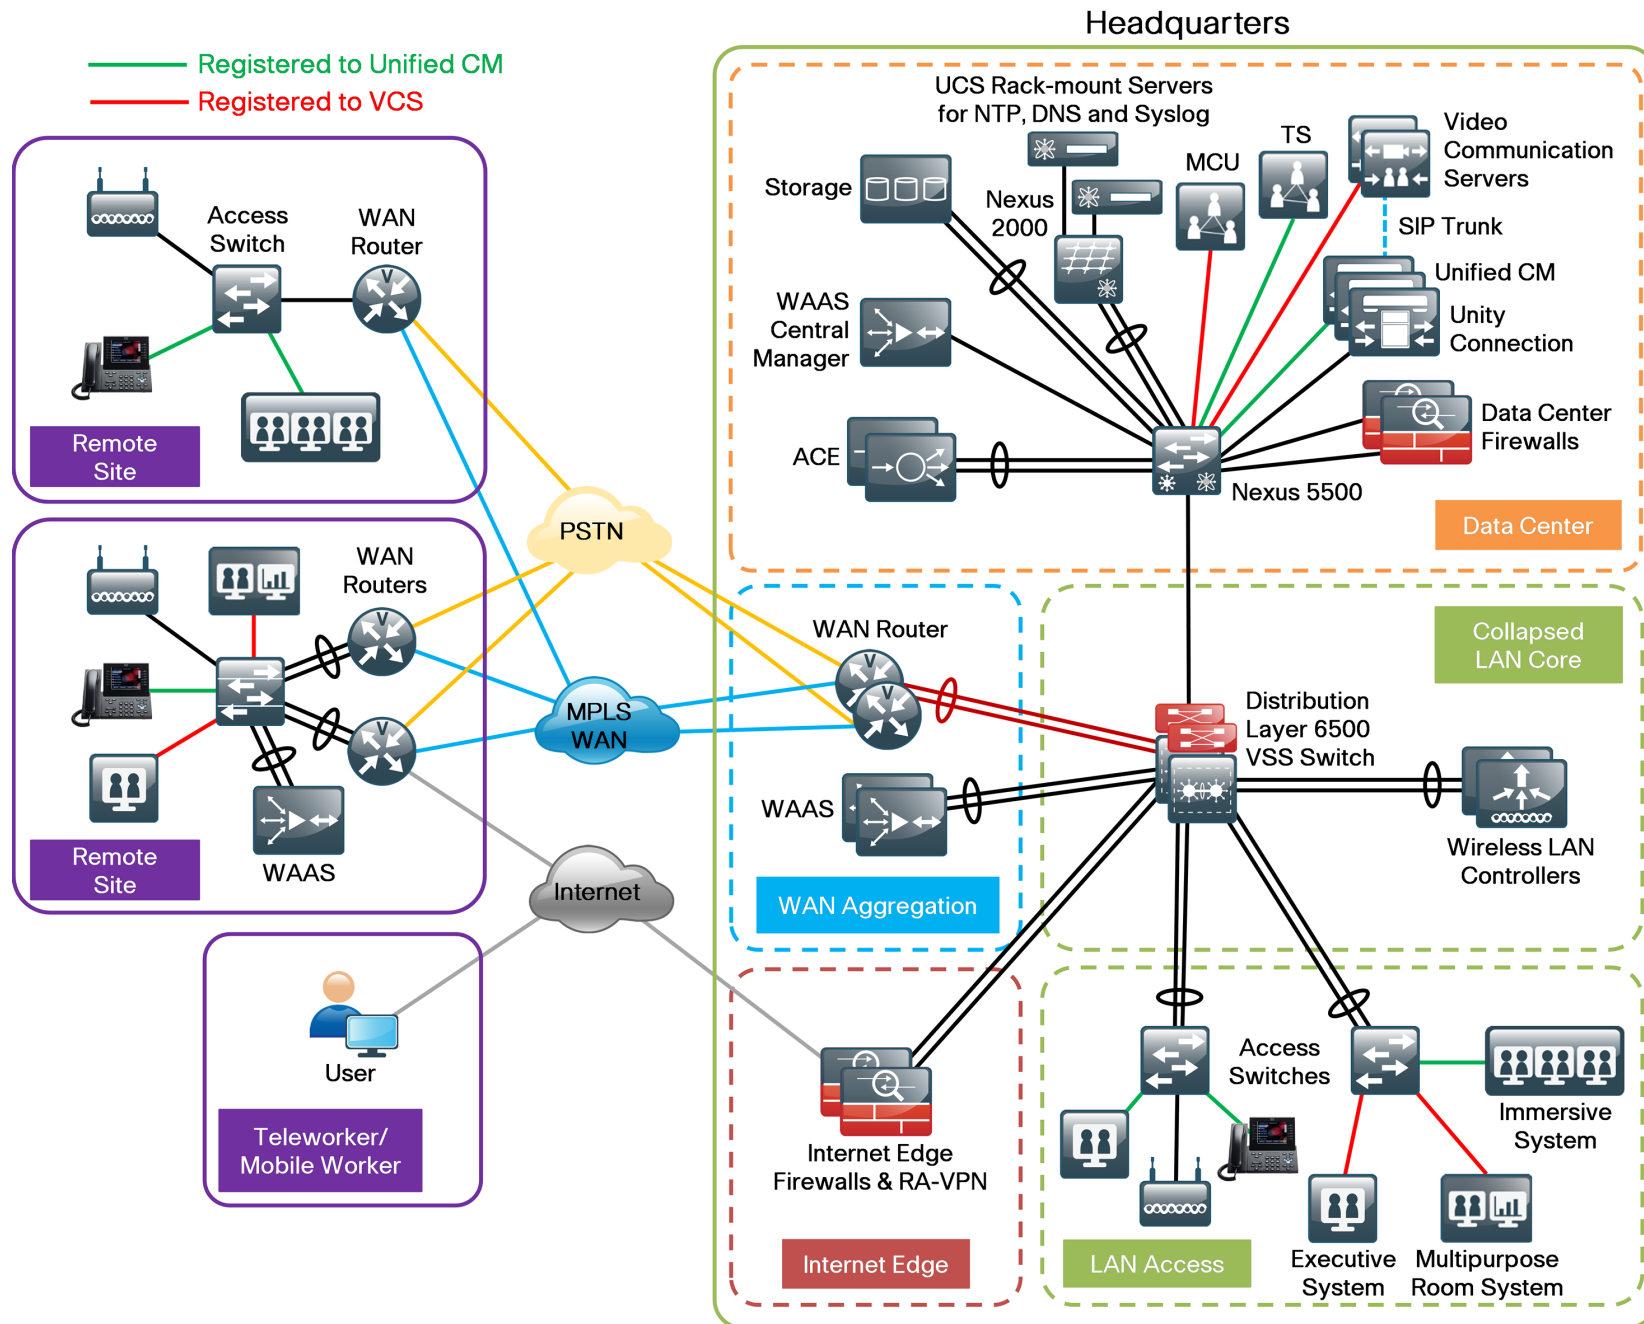 Headquarters
Registered to Unified CM
Registered to VCS
Access
Switch
WAN
Router
Remote
Site
WAN
Routers
V
V
V
WAAS
Remote
Site
User
Teleworker/
Mobile Worker
PSTN
MPLS
WAN
Internet
UCS Rack-mount Servers
for NTP, DNS and Syslog
Storage
Nexus
2000
MCU
TS
Video
Communication
Servers
SIP Trunk
Unified CM
Unity
Connection
WAAS
Central
Manager
ACE
Data Center
Firewalls
Nexus 5500
Data Center
WAN Router
V
V
WAAS
WAN Aggregation
Collapsed
LAN Core
Distribution
Layer 6500
VSS Switch
Wireless LAN
Controllers
Internet Edge
Firewalls & RA-VPN
Internet Edge
Access
Switches
Immersive
System
Executive
System
Multipurpose
Room System
LAN Access